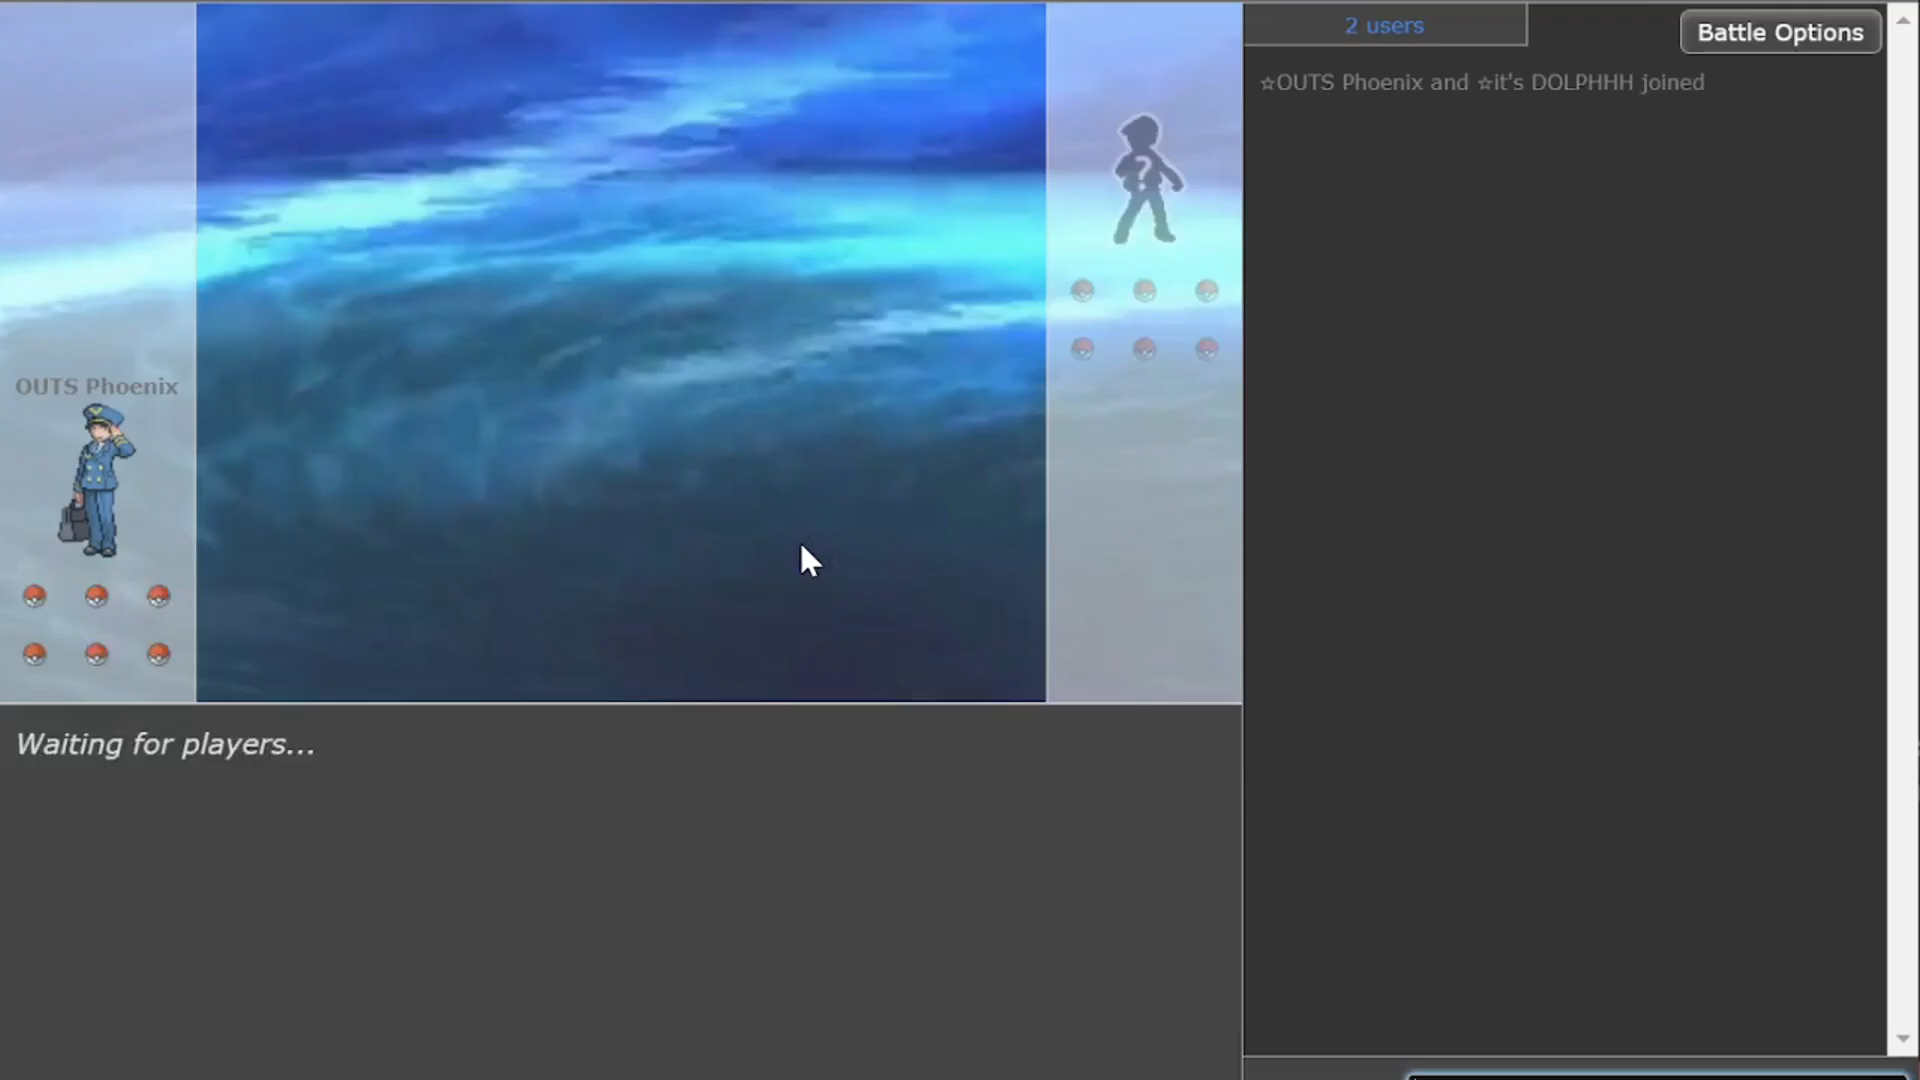 2 users
Battle Options
☆OUTS Phoenix and ☆it's DOLPHHH joined
?
OUTS Phoenix
Waiting for players...